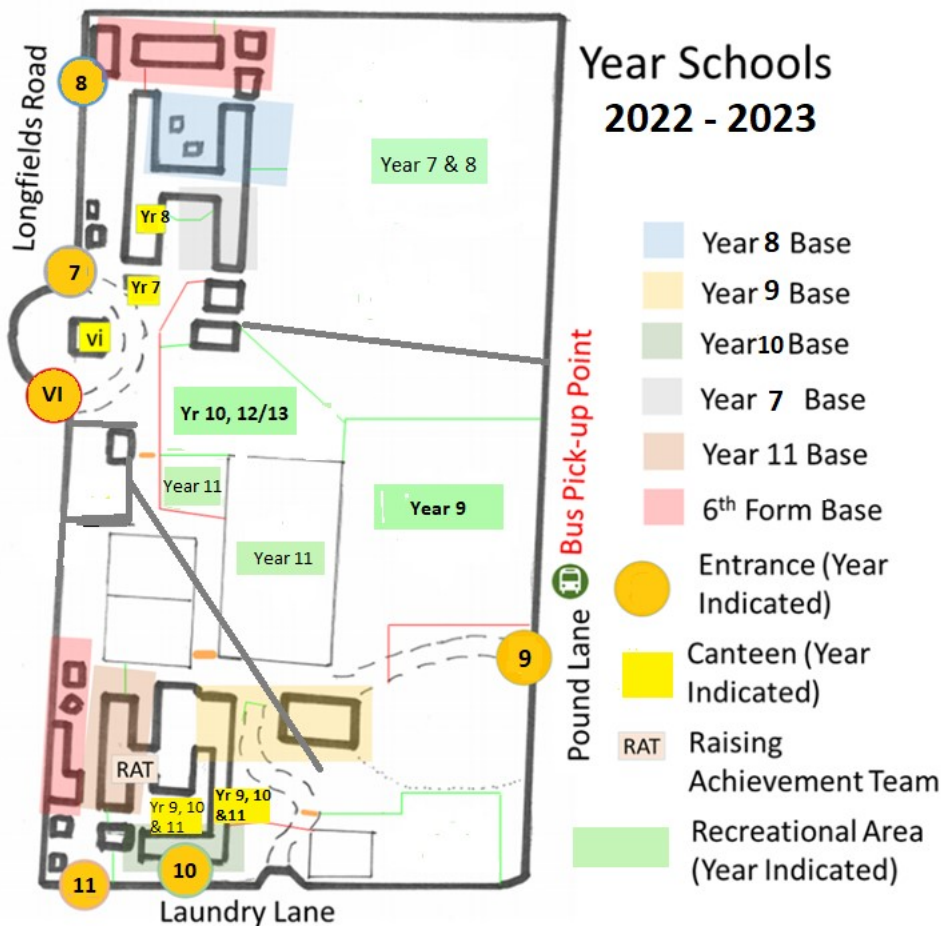 Year Schools
2022 - 2023
Longfields Road
8
Year 7 & 8
Yr 8
7
Yr 7
vi
VI
Yr 10, 12/13
Year 11
Year 9
Year 11
Bus Pick-up Point
Pound Lane
9
RAT
Yr 9, 10
& 11
Yr 9, 10
&11
11
10
Laundry Lane
Year 8 Base
Year 9 Base
Year10 Base
Year 7 Base
Year 11 Base
6th Form Base
Entrance (Year
Indicated)
Canteen (Year
Indicated)
RAT
Raising
Achievement Team
Recreational Area
(Year Indicated)